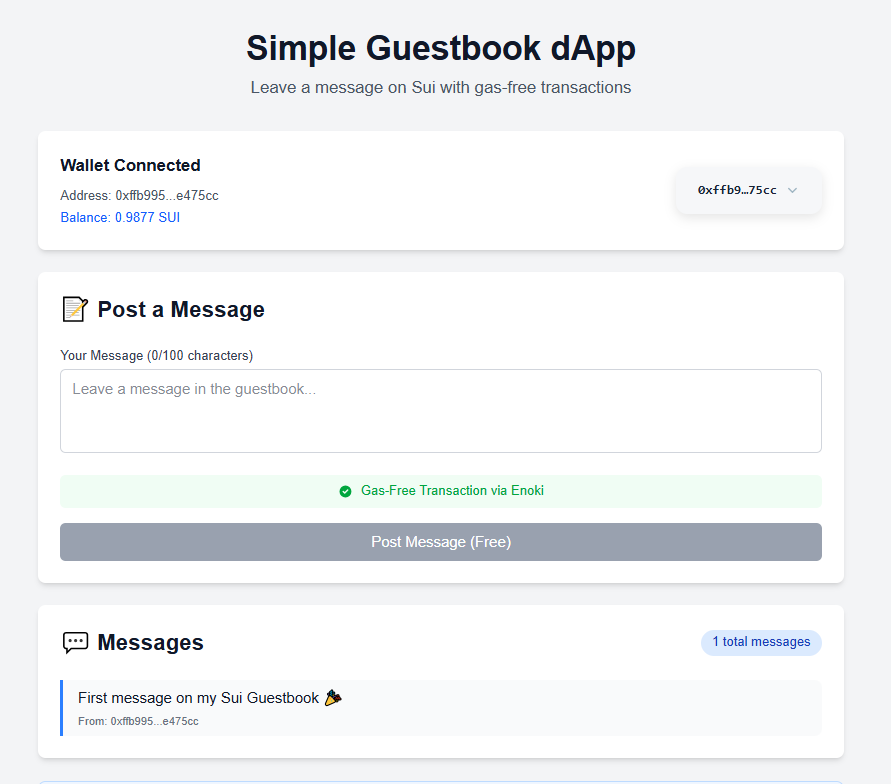 Simple Guestbook dApp
Leave a message on Sui with gas-free transactions
Wallet Connected
Address: 0xffb995...e475cc
Balance: 0.9877 SUI
0xffb9…75cc
📝 Post a Message
Your Message (0/100 characters)
Leave a message in the guestbook...
Gas-Free Transaction via Enoki
Post Message (Free)
💬 Messages
1 total messages
First message on my Sui Guestbook 🎉
From: 0xffb995...e475cc